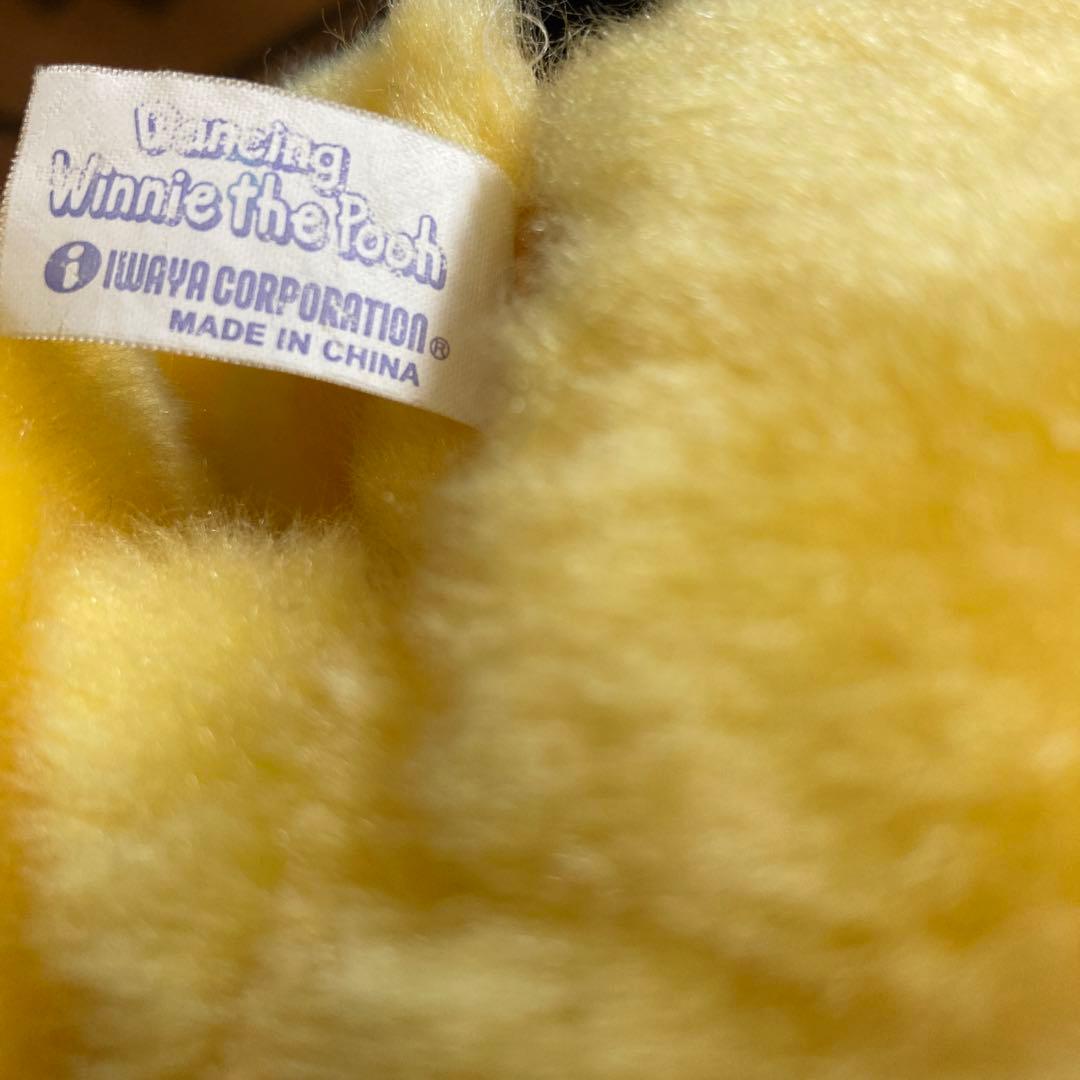 Dancing
Winnie the Pooh
i IWAYA CORPORATION®
MADE IN CHINA